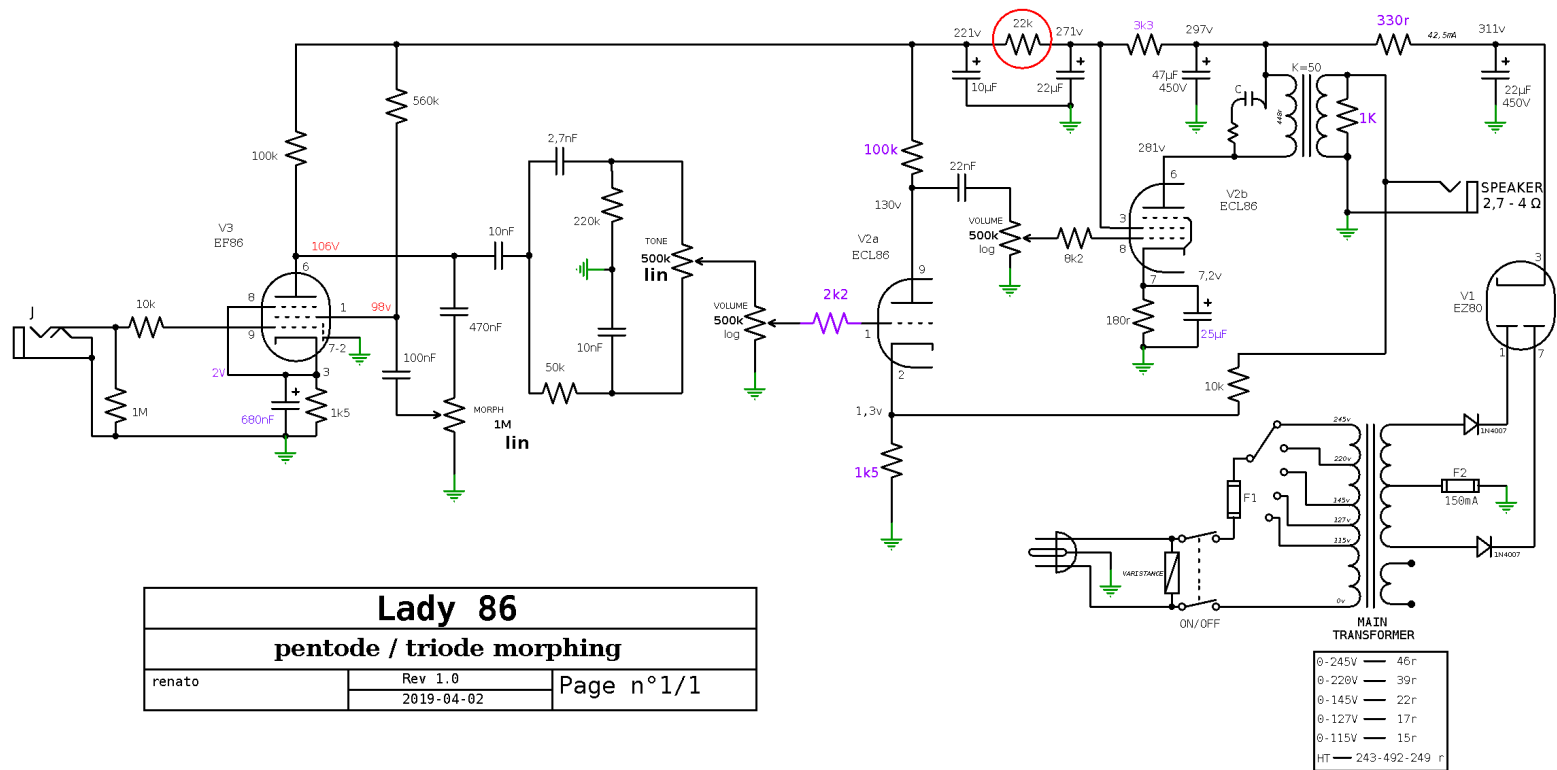 221v
22k
271v
3k3
297v
330r
42,5mA
311v
10µF
22µF
47µF
450V
C
448r
K=50
1K
22µF
450V
560k
100k
2,7nF
220k
100k
22nF
281v
6
V2b
ECL86
SPEAKER
2,7 - 4 Ω
V3
EF86
106V
6
10nF
TONE
500k
lin
V2a
ECL86
130v
9
VOLUME
500k
log
8k2
3
8
7
7,2v
180r
25µF
J
10k
8
9
1
98v
7-2
3
2V
680nF
1k5
1M
100nF
470nF
MORPH
1M
lin
10nF
50k
VOLUME
500k
log
2k2
1
2
1,3v
1k5
10k
V1
EZ80
3
1
7
1N4007
F2
150mA
1N4007
245v
220v
145v
127v
115v
0v
F1
VARISTANCE
ON/OFF
MAIN
TRANSFORMER
0-245V 46r
0-220V 39r
0-145V 22r
0-127V 17r
0-115V 15r
HT 243-492-249 r
Lady 86
pentode / triode morphing
renato
Rev 1.0
2019-04-02
Page n°1/1